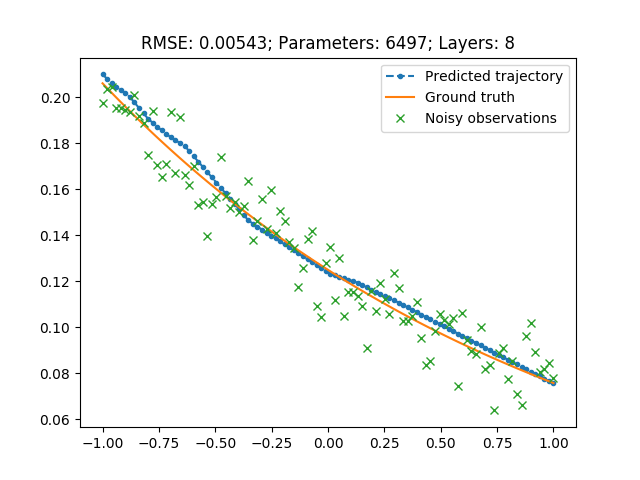 RMSE: 0.00543; Parameters: 6497; Layers: 8
Predicted trajectory
Ground truth
Noisy observations
0.20
0.18
0.16
0.14
0.12
0.10
0.08
0.06
−1.00 −0.75 −0.50 −0.25 0.00 0.25 0.50 0.75 1.00